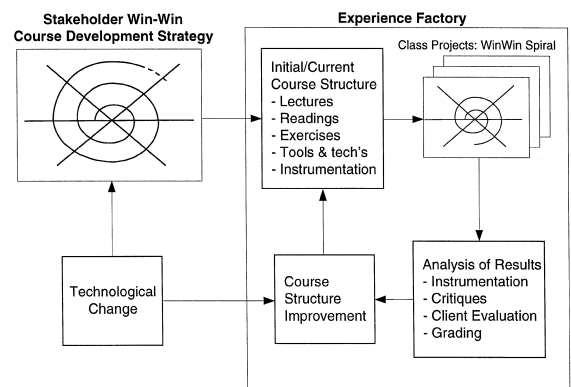 Stakeholder Win-Win
Course Development Strategy
Experience Factory
Initial/Current
Course Structure
- Lectures
- Readings
- Exercises
- Tools & tech's
- Instrumentation
Class Projects: WinWin Spiral
Technological
Change
Course
Structure
Improvement
Analysis of Results
- Instrumentation
- Critiques
- Client Evaluation
- Grading